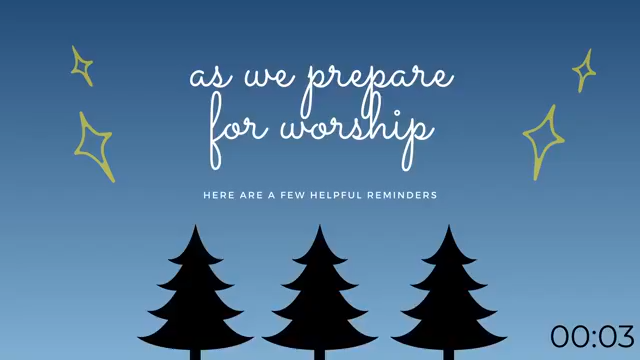 as we prepare
for worship
HERE ARE A FEW HELPFUL REMINDERS
00:03